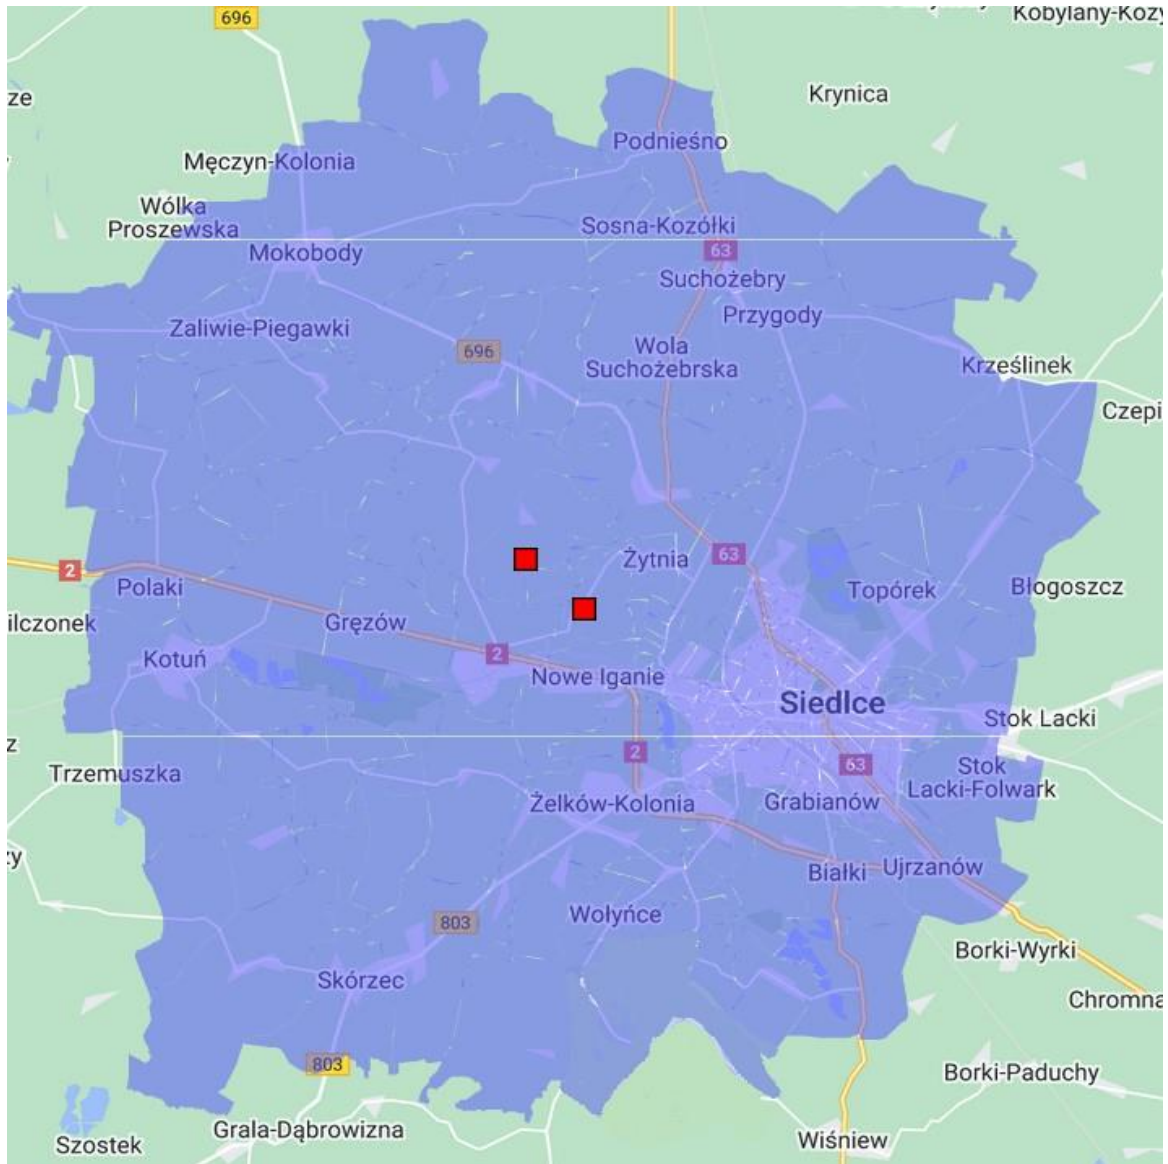 696
Kobylany-Kozy
ze
Krynica
Podnieśno
Męczyn-Kolonia
Wólka
Proszewska
Sosna-Kozółki
Mokobody
63
Suchożebry
Przygody
Zaliwie-Piegawki
696
Wola
Suchożebrska
Krześlinek
Czepi
Żytnia
63
2
Polaki
Topórek
Błogoszcz
ilczonek
Gręzów
Kotuń
2
Nowe Iganie
Siedlce
Stok Lacki
z
2
63
Trzemuszka
Stok
Lacki-Folwark
Żelków-Kolonia
Grabianów
zy
Białki
Ujrzanów
803
Wołyńce
Borki-Wyrki
Skórzec
Chromna
803
Borki-Paduchy
Szostek
Grala-Dąbrowizna
Wiśniew